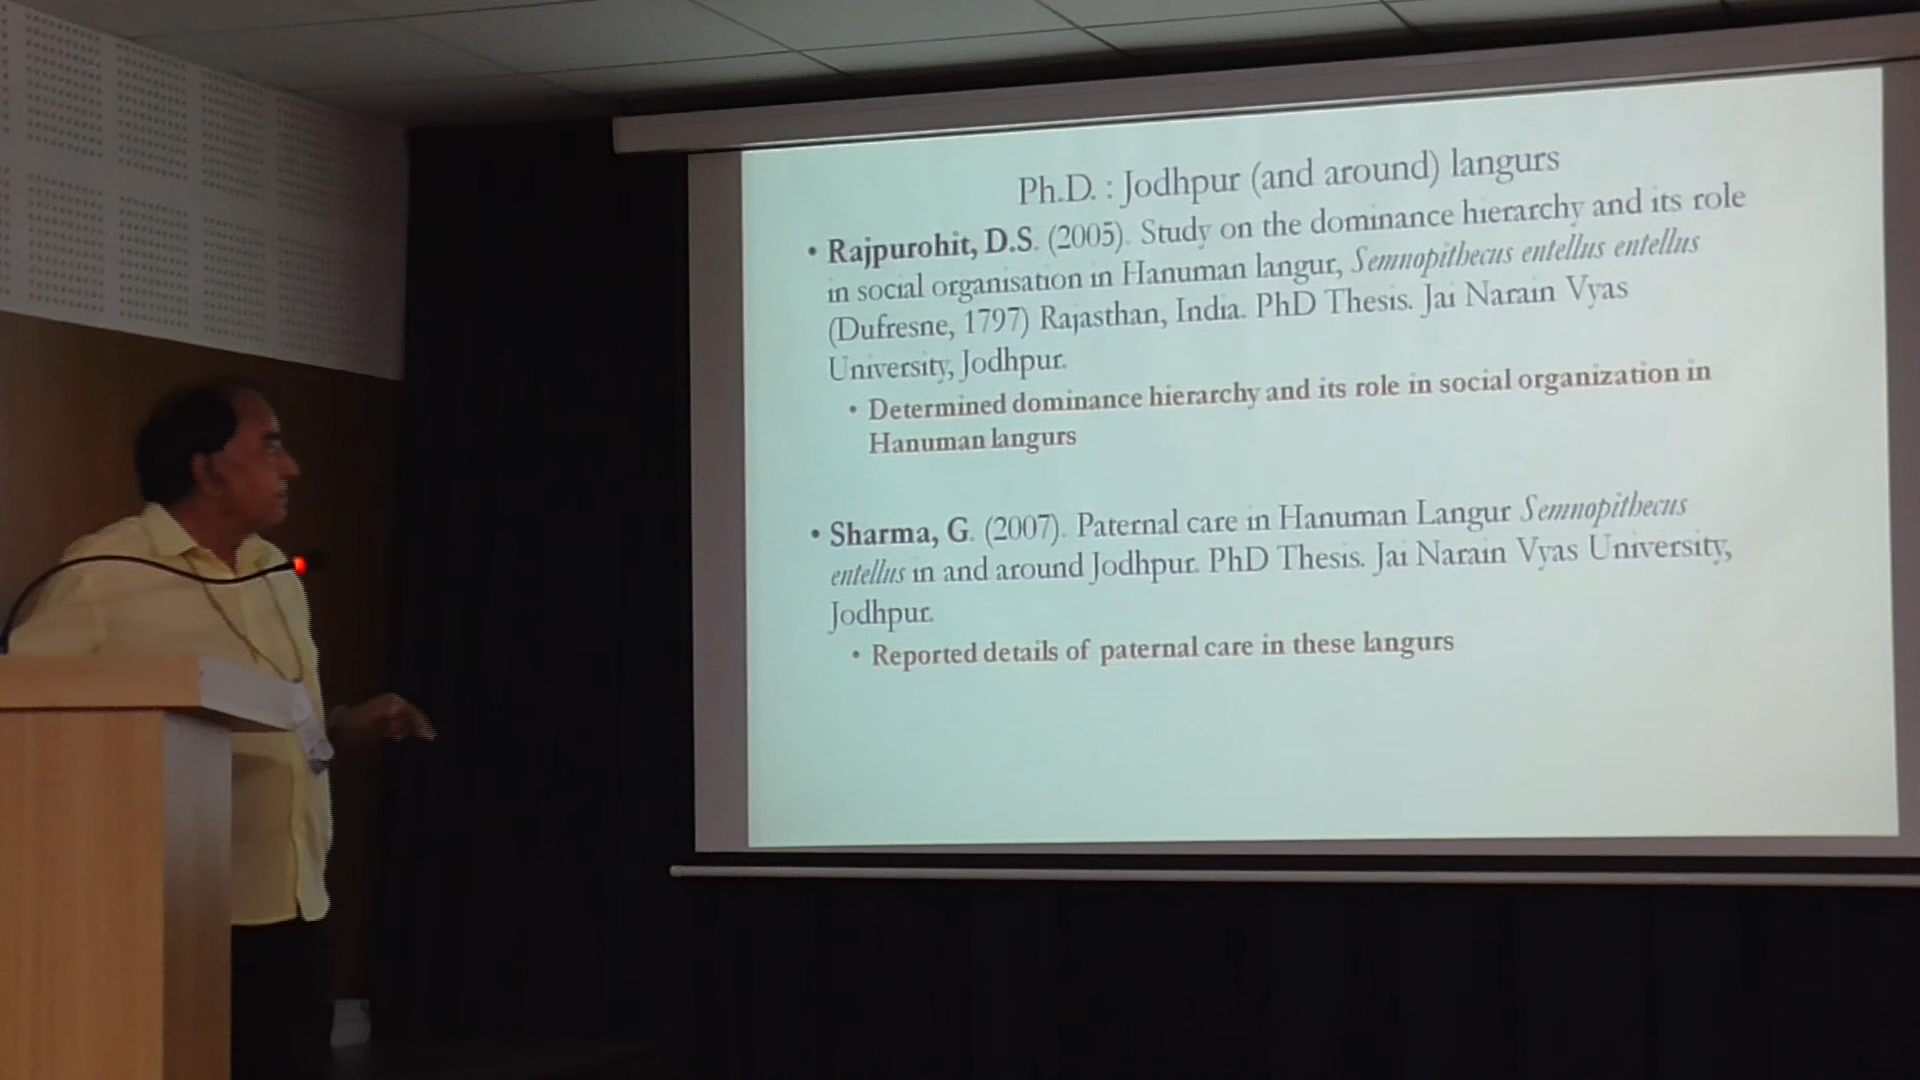 Ph.D. : Jodhpur (and around) langurs
• Rajpurohit, D.S. (2005). Study on the dominance hierarchy and its role
in social organisation in Hanuman langur, Semnopithecus entellus entellus
(Dufresne, 1797) Rajasthan, India. PhD Thesis. Jai Narain Vyas
University, Jodhpur.
• Determined dominance hierarchy and its role in social organization in
Hanuman langurs
• Sharma, G. (2007). Paternal care in Hanuman Langur Semnopithecus
entellus in and around Jodhpur. PhD Thesis. Jai Narain Vyas University,
Jodhpur.
• Reported details of paternal care in these langurs